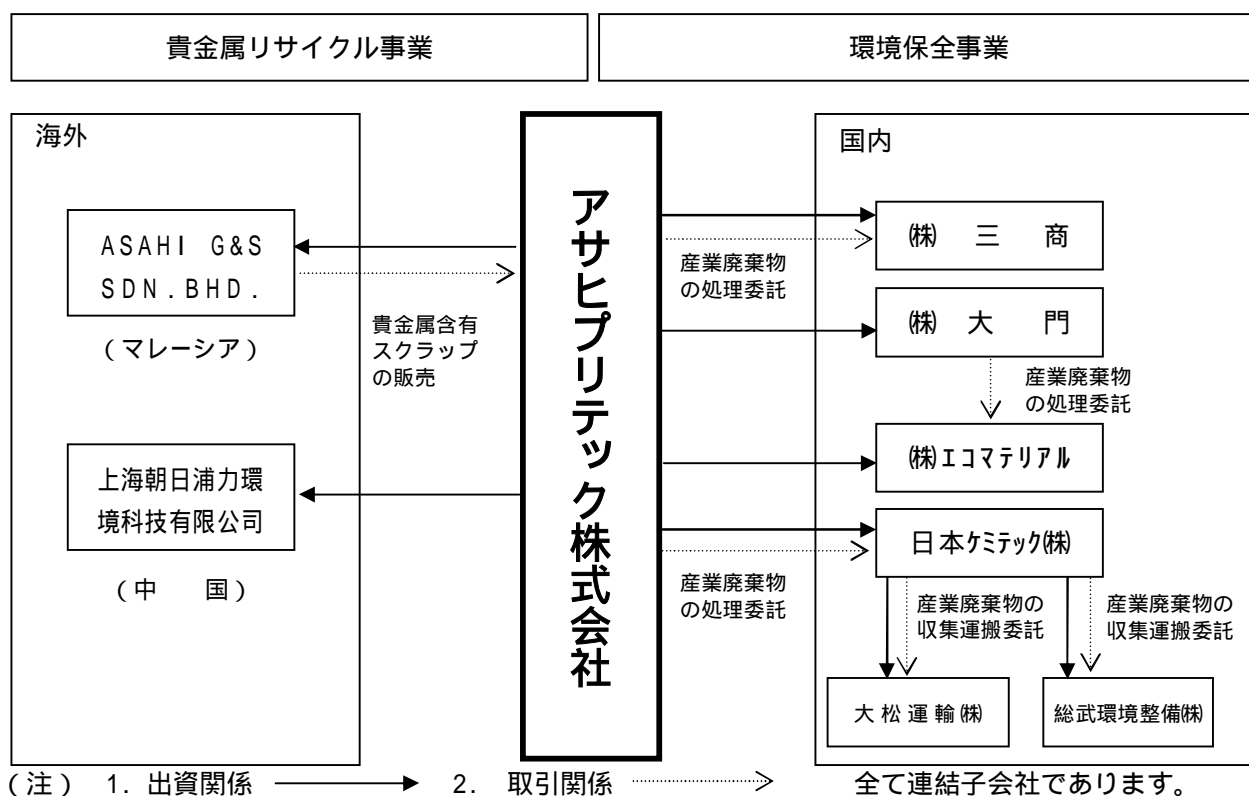 貴金属リサイクル事業
環境保全事業
海外
ASAHI G&S
SDN.BHD.
(マレーシア)
貴金属含有
スクラップ
の販売
上海朝日浦力環
境科技有限公司
(中　国)
アサヒプリテック株式会社
国内
㈱ 三 商
産業廃棄物
の処理委託
㈱ 大 門
産業廃棄物
の処理委託
㈱エコマテリアル
日本ケミテック㈱
産業廃棄物
の処理委託
産業廃棄物の
収集運搬委託
産業廃棄物の
収集運搬委託
大松運輸㈱
総武環境整備㈱
(注) 1. 出資関係 2. 取引関係 全て連結子会社であります。